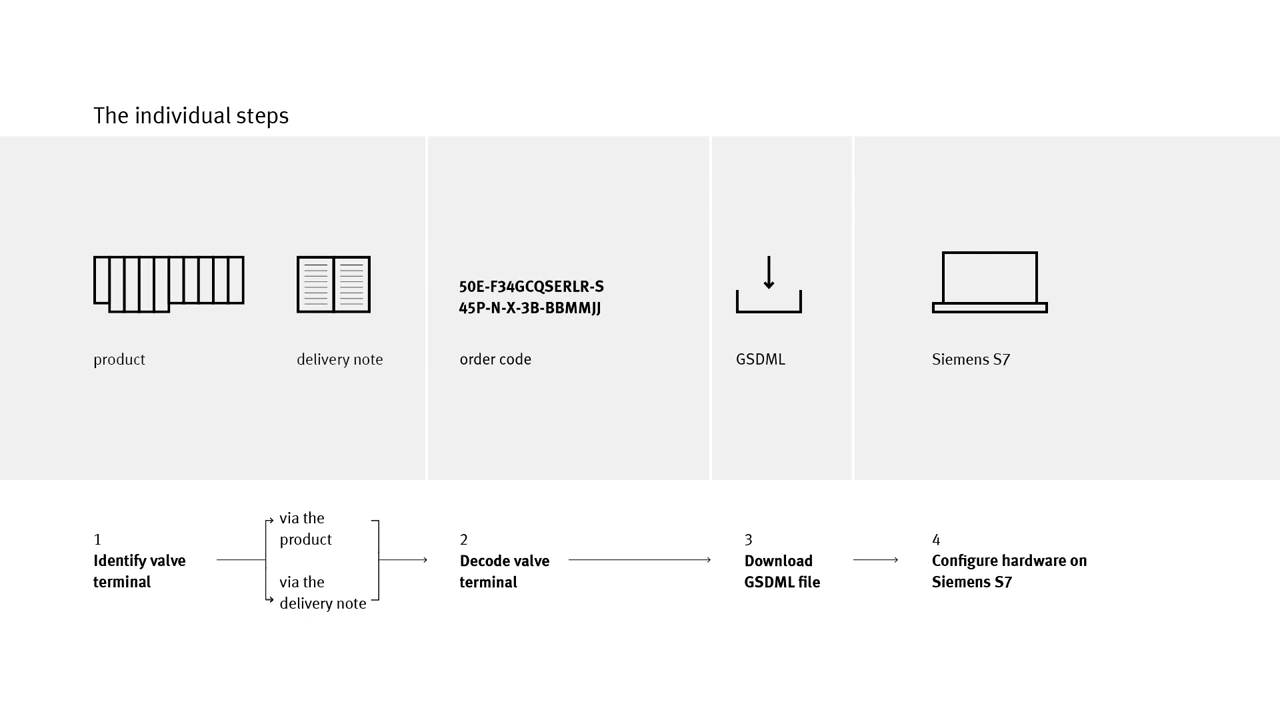 The individual steps
50E-F34GCQSERLR-S
45P-N-X-3B-BBMMJJ
product
delivery note
order code
GSDML
Siemens S7
1
Identify valve
terminal
via the
product
via the
delivery note
2
Decode valve
terminal
3
Download
GSDML file
4
Configure hardware on
Siemens S7